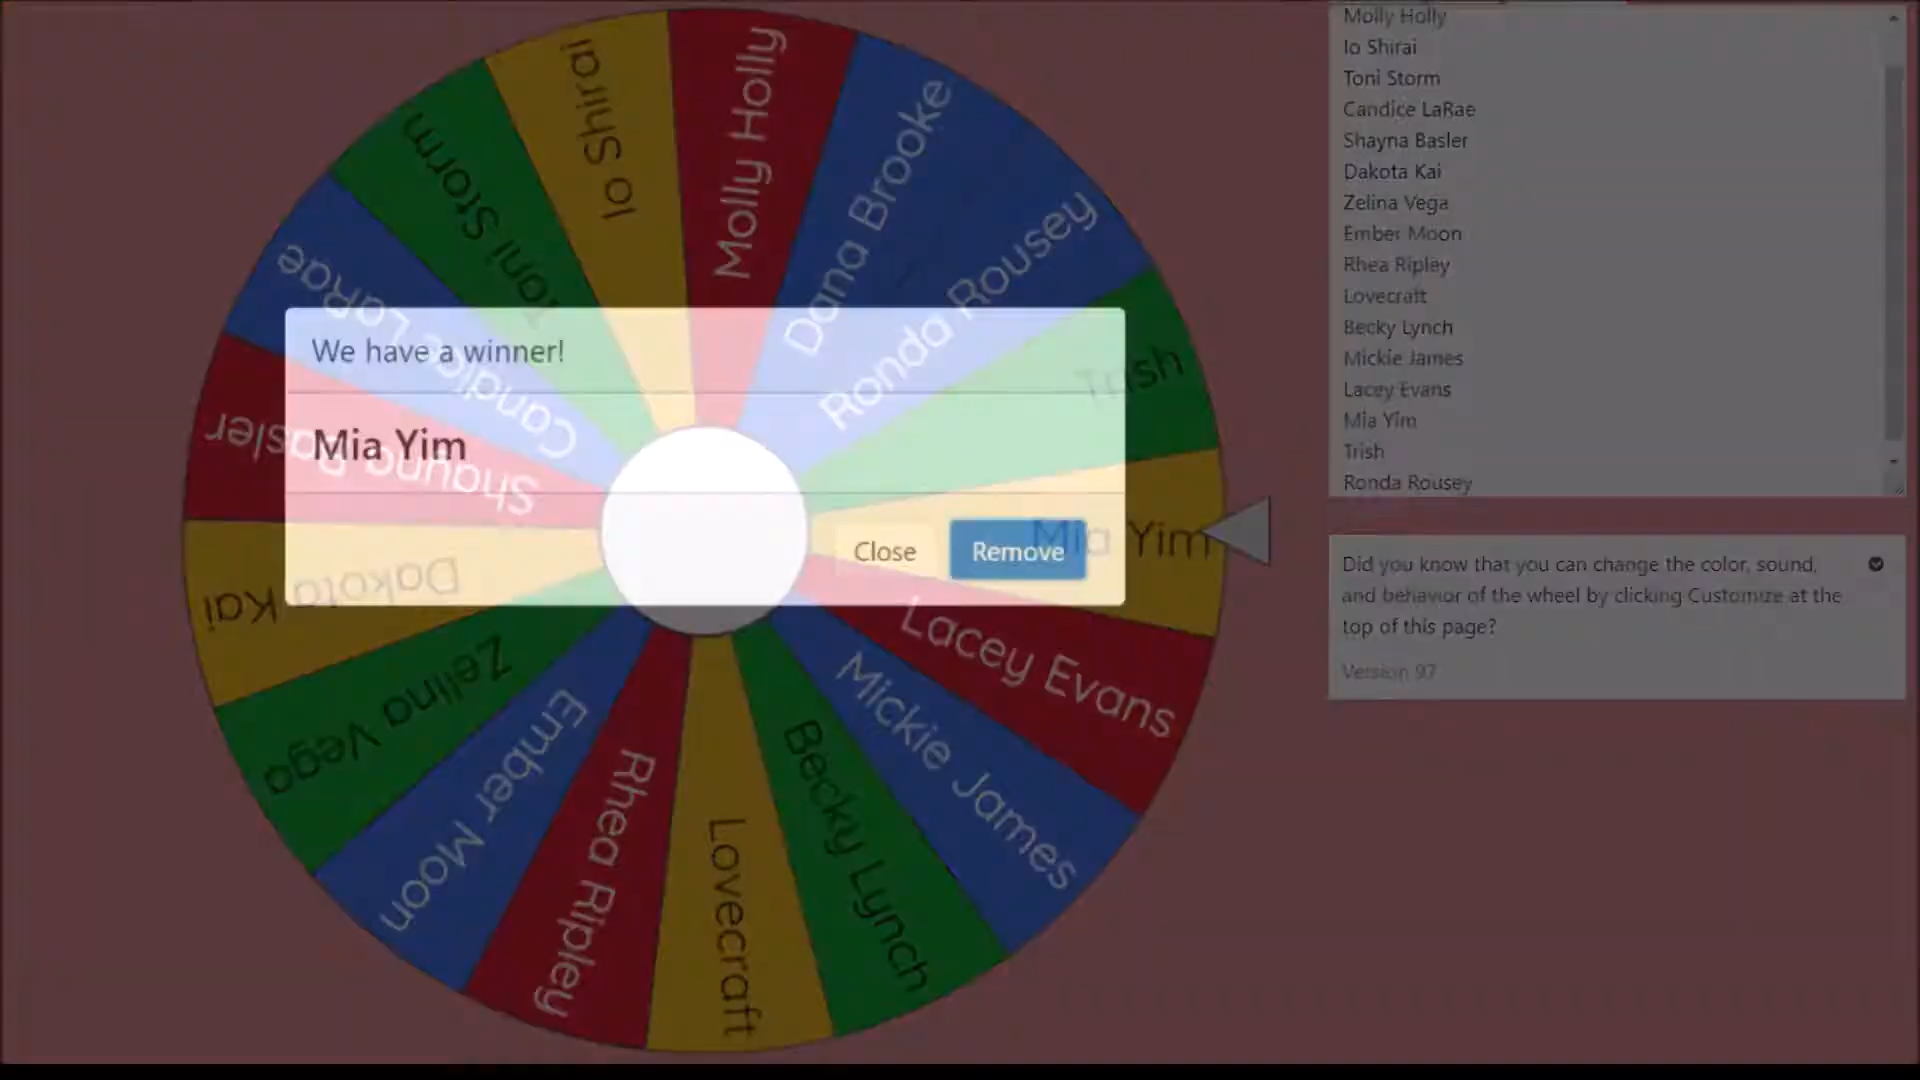 Molly Holly
Dana Brooke
Ronda Rousey
Trish
Mia Yim
Lacey Evans
Mickie James
Becky Lynch
Lovecraft
Rhea Ripley
Ember Moon
Zelina Vega
Dakota Kai
Shayna Basler
Candice LaRae
Toni Storm
Io Shirai
We have a winner!
Mia Yim
Close
Remove
Molly Holly
Io Shirai
Toni Storm
Candice LaRae
Shayna Basler
Dakota Kai
Zelina Vega
Ember Moon
Rhea Ripley
Lovecraft
Becky Lynch
Mickie James
Lacey Evans
Mia Yim
Trish
Ronda Rousey
Did you know that you can change the color, sound,
and behavior of the wheel by clicking Customize at the
top of this page?
Version 97